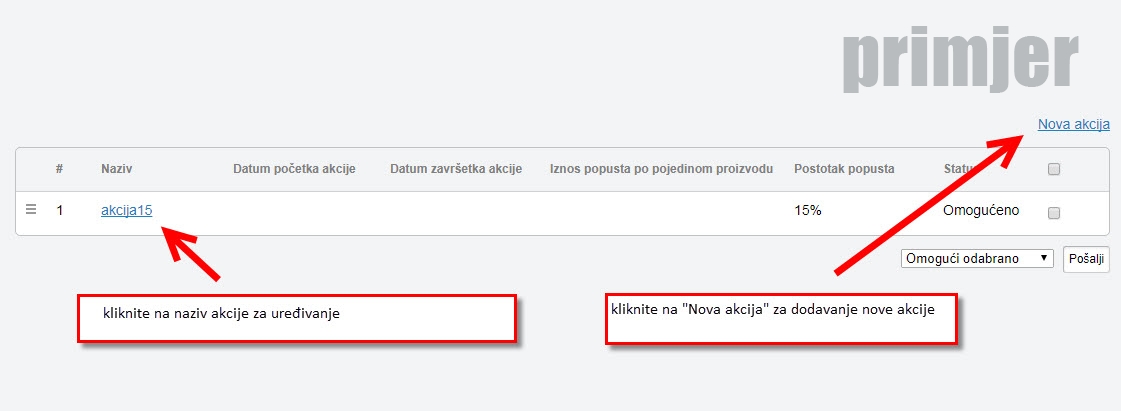 primjer
Nova akcija
# Naziv Datum početka akcije Datum završetka akcije Iznos popusta po pojedinom proizvodu Postotak popusta Statu
1 akcija15 15% Omogućeno
Omogući odabrano Pošalji
kliknite na naziv akcije za uređivanje
kliknite na "Nova akcija" za dodavanje nove akcije